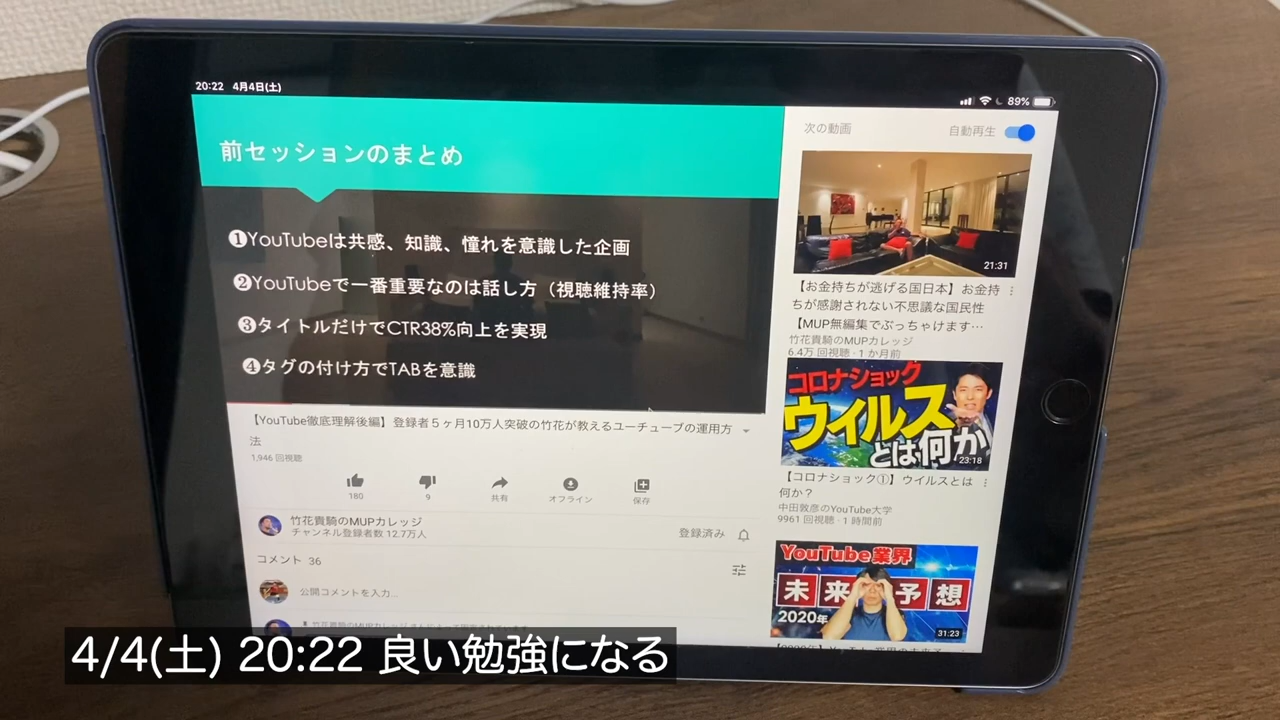 20:22 4月4日(土)
89%
前セッションのまとめ
❶YouTubeは共感、知識、憧れを意識した企画
❷YouTubeで一番重要なのは話し方（視聴維持率）
❸タイトルだけでCTR38%向上を実現
❹タグの付け方でTABを意識
【YouTube徹底理解後編】登録者５ヶ月10万人突破の竹花が教えるユーチューブの運用方
法
1,946 回視聴
180
9
共有
オフライン
保存
竹花貴騎のMUPカレッジ
チャンネル登録者数 12.7万人
登録済み
コメント 36
公開コメントを入力...
次の動画
自動再生
21:31
【お金持ちが逃げる国日本】お金持
ちが感謝されない不思議な国民性
【MUP無編集でぶっちゃけます…
竹花貴騎のMUPカレッジ
6.4万 回視聴・1 か月前
コロナショック
ウイルス
とは何か
23:18
【コロナショック①】ウイルスとは
何か？
中田敦彦のYouTube大学
9961 回視聴・1 時間前
YouTube業界
未来予想
2020年
31:23
4/4(土) 20:22 良い勉強になる